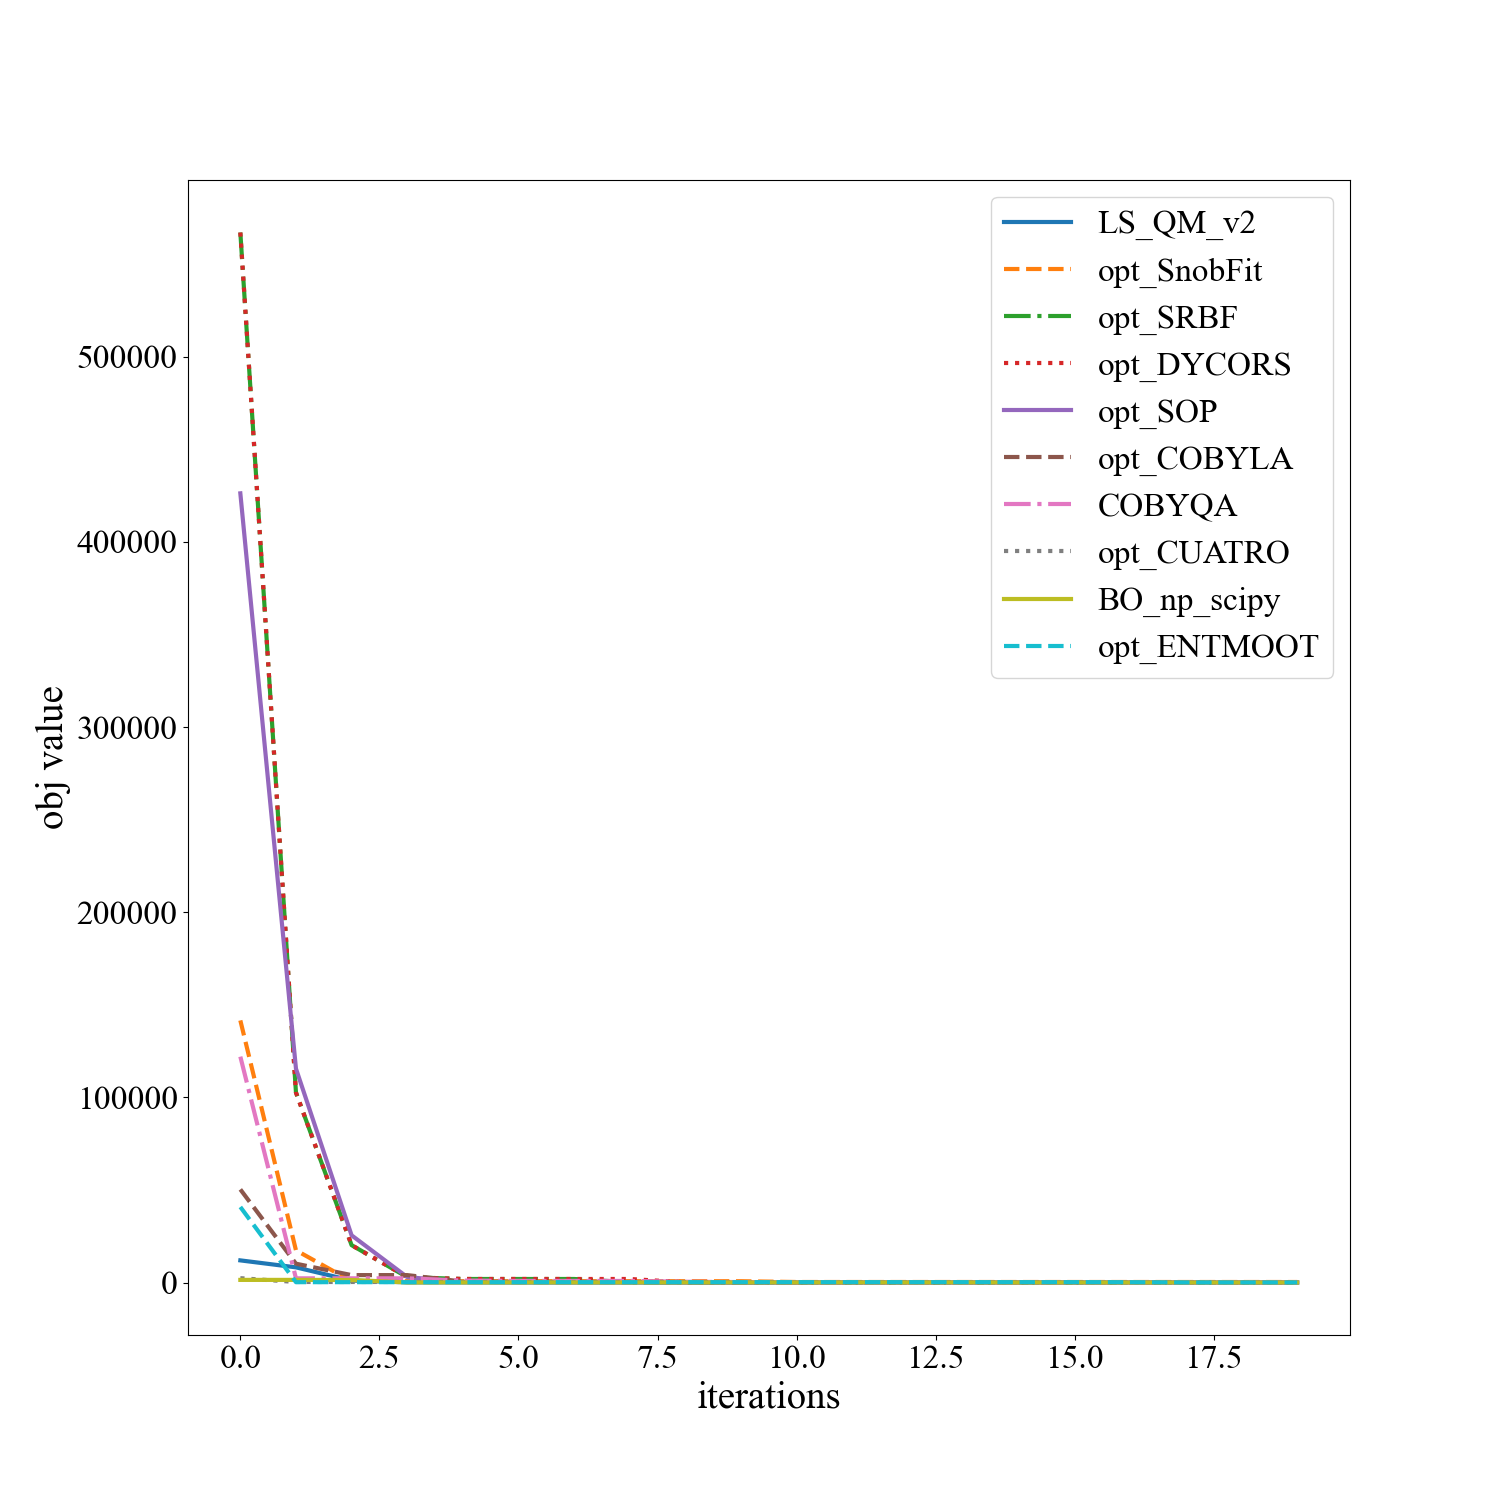 LS_QM_v2
opt_SnobFit
opt_SRBF
opt_DYCORS
opt_SOP
opt_COBYLA
COBYQA
opt_CUATRO
BO_np_scipy
opt_ENTMOOT
obj value
500000
400000
300000
200000
100000
0
0.0 2.5 5.0 7.5 10.0 12.5 15.0 17.5
iterations